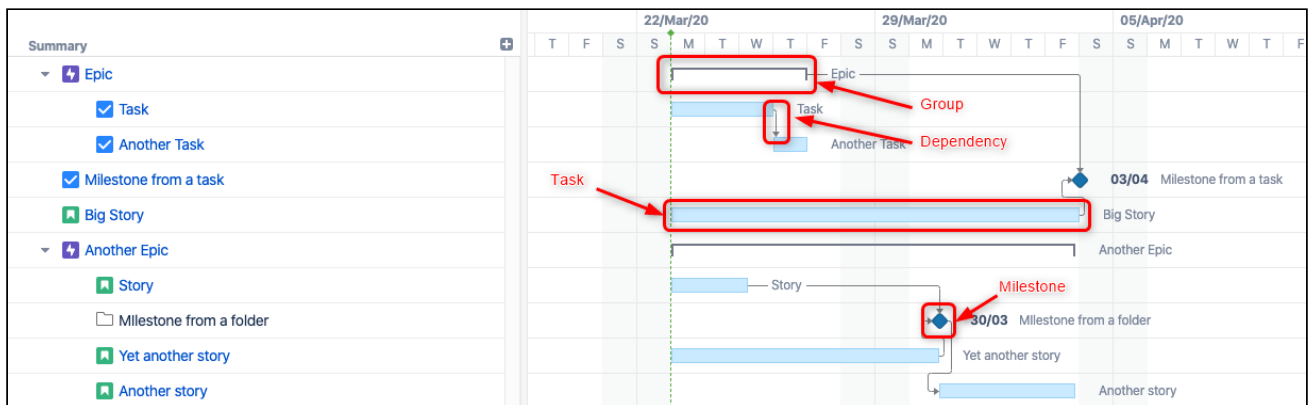 22/Mar/20 29/Mar/20 05/Apr/20
Summary T F S S M T W T F S S M T W T F S S M T W T F
Epic Epic
Group
Task Task
Dependency
Another Task Another Task
Milestone from a task Task 03/04 Milestone from a task
Big Story Big Story
Another Epic Another Epic
Story Story Milestone
MIlestone from a folder 30/03 MIlestone from a folder
Yet another story Yet another story
Another story Another story